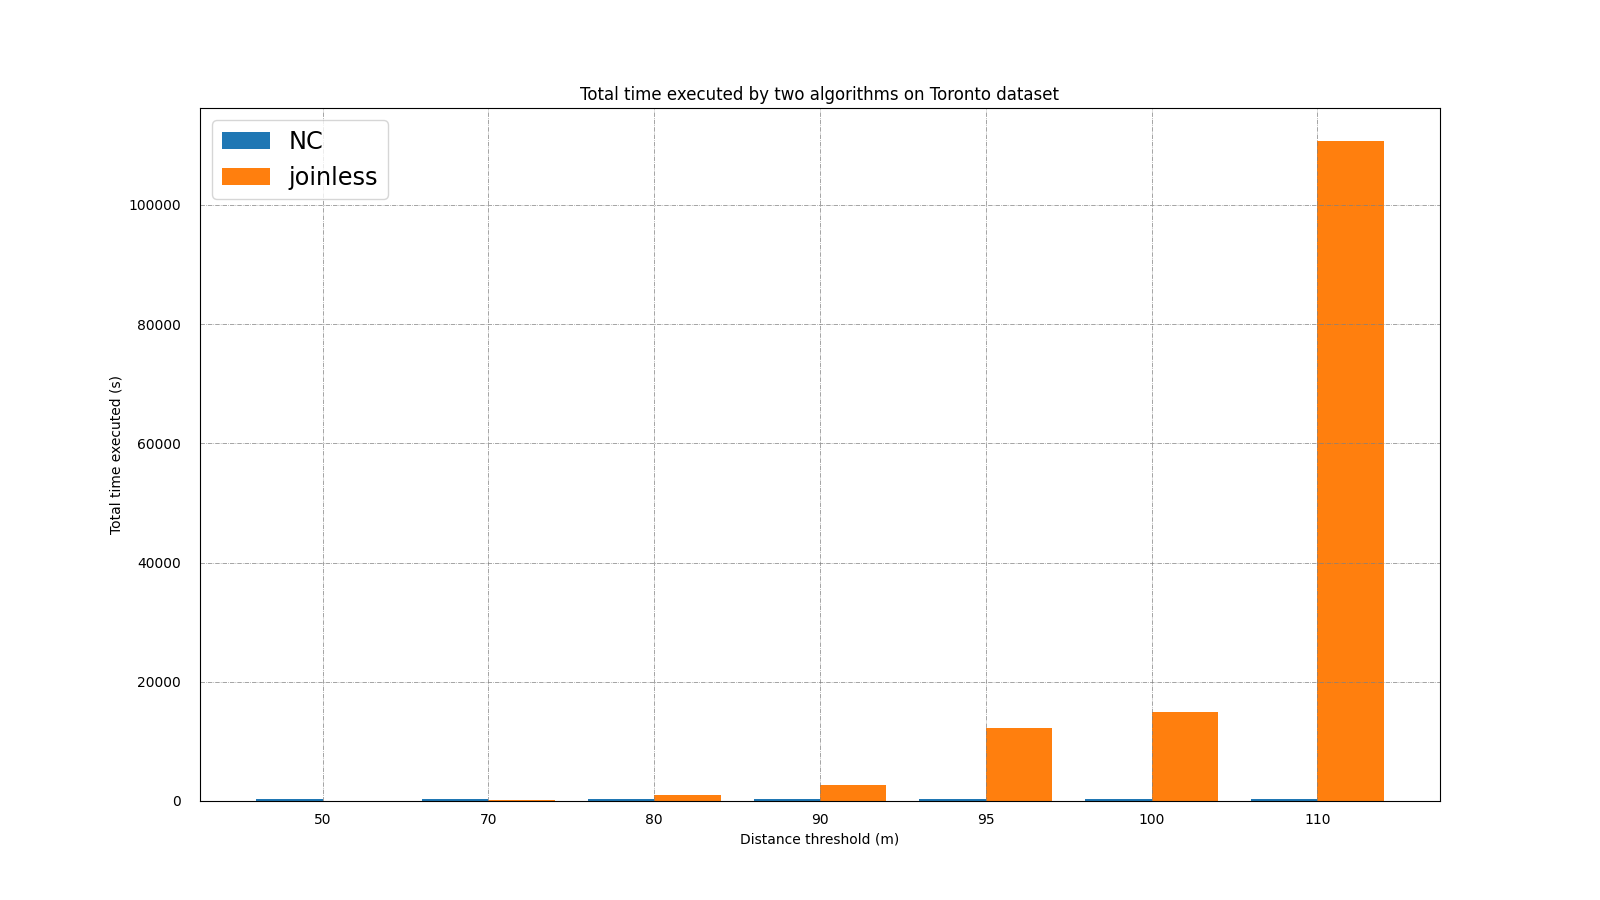 Total time executed by two algorithms on Toronto dataset
NC
joinless
100000
80000
60000
40000
20000
0
Total time executed (s)
50 70 80 90 95 100 110
Distance threshold (m)